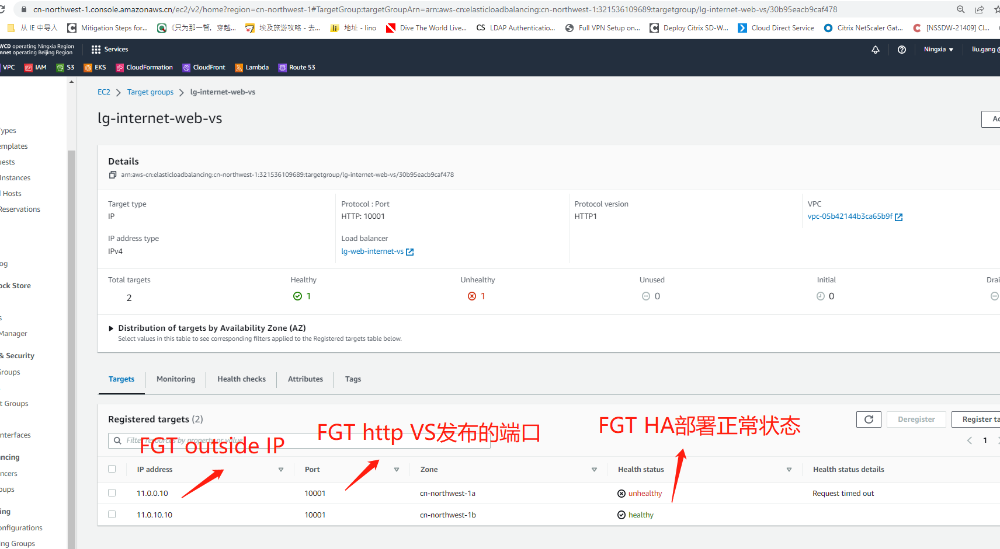 cn-northwest-1.console.amazonaws.cn/ec2/v2/home?region=cn-northwest-1#TargetGroup:targetGroupArn=arn:aws-cn:elasticloadbalancing:cn-northwest-1:321536109689:targetgroup/lg-internet-web-vs/30b95eacb9caf478
从 IE 中导入 Mitigation Steps for... 《只为那一瞥，穿越... 埃及旅游攻略 - 去... 地址 - lino Dive The World Live... CS LDAP Authenticatio... Full VPN Setup on... Deploy Citrix SD-W... Cloud Direct Service Citrix NetScaler Gat... [NSSDW-21409] Cl...
WCD operating Ningxia Region
nnet operating Beijing Region
Services
Ningxia
liu.gang @
VPC IAM S3 EKS CloudFormation CloudFront Lambda Route 53
EC2 > Target groups > lg-internet-web-vs
lg-internet-web-vs
Ac
Types
emplates
uests
Instances
d Hosts
Reservations
og
ock Store
s
Manager
& Security
Groups
t Groups
nterfaces
ncing
ncers
oups
ing
onfigurations
ing Groups
Details
arn:aws-cn:elasticloadbalancing:cn-northwest-1:321536109689:targetgroup/lg-internet-web-vs/30b95eacb9caf478
Target type Protocol : Port Protocol version VPC
IP HTTP: 10001 HTTP1 vpc-05b42144b3ca65b9f
IP address type Load balancer
IPv4 lg-web-internet-vs
Total targets Healthy Unhealthy Unused Initial Drai
2 1 1 0 0
Distribution of targets by Availability Zone (AZ)
Select values in this table to see corresponding filters applied to the Registered targets table below.
Targets Monitoring Health checks Attributes Tags
Registered targets (2)
Deregister Register ta
Filter resources by property or value
1
FGT outside IP
FGT http VS发布的端口
FGT HA部署正常状态
IP address Port Zone Health status Health status details
11.0.0.10 10001 cn-northwest-1a unhealthy Request timed out
11.0.10.10 10001 cn-northwest-1b healthy